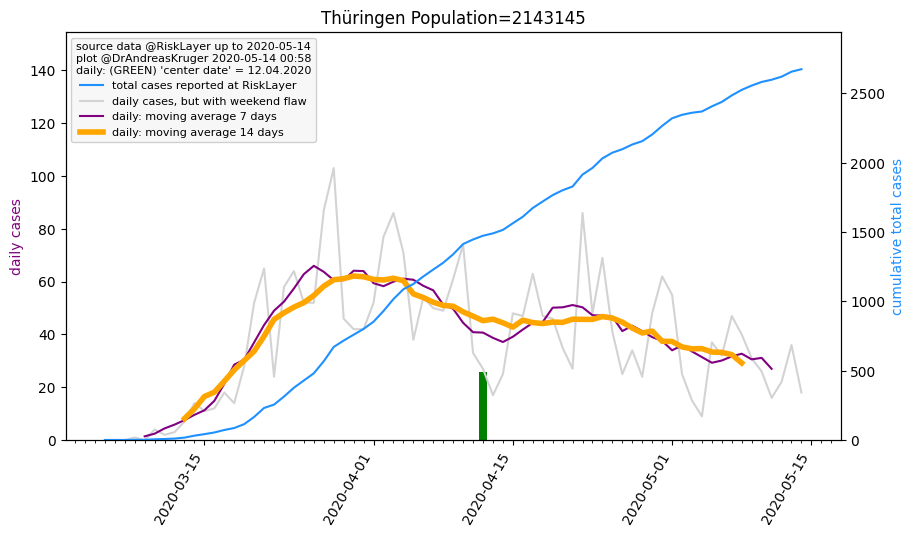 Thüringen Population=2143145
source data @RiskLayer up to 2020-05-14
plot @DrAndreasKruger 2020-05-14 00:58
daily: (GREEN) 'center date' = 12.04.2020
total cases reported at RiskLayer
daily cases, but with weekend flaw
daily: moving average 7 days
daily: moving average 14 days
daily cases
140
120
100
80
60
40
20
0
2500
2000
1500
1000
500
0
cumulative total cases
2020-03-15
2020-04-01
2020-04-15
2020-05-01
2020-05-15